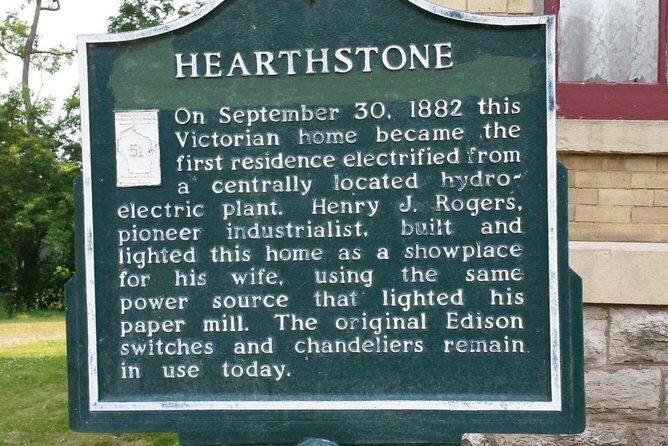 HEARTHSTONE
51
On September 30, 1882 this
Victorian home became the
first residence electrified from
a centrally located hydro-
electric plant. Henry J. Rogers,
pioneer industrialist, built and
lighted this home as a showplace
for his wife, using the same
power source that lighted his
paper mill. The original Edison
switches and chandeliers remain
in use today.